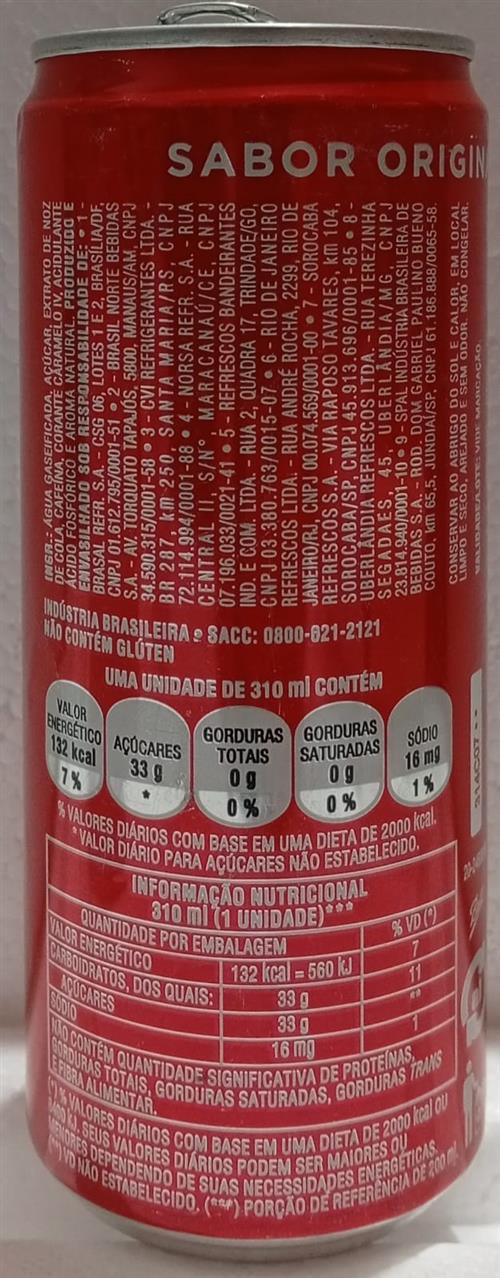 SABOR ORIGIN
INGR.: ÁGUA GASEIFICADA, AÇÚCAR, EXTRATO DE NOZ
DE COLA, CAFEÍNA, CORANTE CARAMELO IV, ACIDULANTE
ÁCIDO FOSFÓRICO E AROMA NATURAL. PRODUZIDO E
ENVASILHADO SOB RESPONSABILIDADE DE: • 1 -
BRASAL REFR. S.A. - CSG 06, LOTES 1 E 2, BRASÍLIA/DF,
CNPJ 01.612.795/0001-51 • 2 - BRASIL NORTE BEBIDAS
S.A. - AV. TORQUATO TAPAJÓS, 5800, MANAUS/AM, CNPJ
34.590.315/0001-58 • 3 - CVI REFRIGERANTES LTDA. -
BR 287, km 250, SANTA MARIA/RS, CNPJ
72.114.994/0001-88 • 4 - NORSA REFR. S.A. - RUA
CENTRAL II, S/N° MARACANAÚ/CE, CNPJ
07.196.033/0021-41 • 5 - REFRESCOS BANDEIRANTES
IND. E COM. LTDA. - RUA 2, QUADRA 17, TRINDADE/GO,
CNPJ 03.380.763/0015-07 • 6 - RIO DE JANEIRO
REFRESCOS LTDA. - RUA ANDRÉ ROCHA, 2299, RIO DE
JANEIRO/RJ, CNPJ 00.074.569/0001-00 • 7 - SOROCABA
REFRESCOS S.A. - VIA RAPOSO TAVARES, km 104,
SOROCABA/SP, CNPJ 45.913.696/0001-85 • 8 -
UBERLÂNDIA REFRESCOS LTDA. - RUA TEREZINHA
SEGADAES, 45, UBERLÂNDIA/MG, CNPJ
23.814.940/0001-10 • 9 - SPAL INDÚSTRIA BRASILEIRA DE
BEBIDAS S.A. - ROD. DOM GABRIEL PAULINO BUENO
COUTO, km 65,5, JUNDIAÍ/SP, CNPJ 61.186.888/0065-58
CONSERVAR AO ABRIGO DO SOL E CALOR, EM LOCAL
LIMPO E SECO, AREJADO E SEM ODOR. NÃO CONGELAR.
VALIDADE/LOTE: VIDE MARCAÇÃO.
INDÚSTRIA BRASILEIRA • SACC: 0800-021-2121
NÃO CONTÉM GLÚTEN
UMA UNIDADE DE 310 ml CONTÉM
VALOR ENERGÉTICO 132 kcal 7%
AÇÚCARES 33 g *
GORDURAS TOTAIS 0 g 0%
GORDURAS SATURADAS 0 g 0%
SÓDIO 16 mg 1%
% VALORES DIÁRIOS COM BASE EM UMA DIETA DE 2000 kcal.
* VALOR DIÁRIO PARA AÇÚCARES NÃO ESTABELECIDO.
INFORMAÇÃO NUTRICIONAL
310 ml (1 UNIDADE)***
QUANTIDADE POR EMBALAGEM % VD (*)
VALOR ENERGÉTICO 132 kcal = 560 kJ 7
CARBOIDRATOS, DOS QUAIS: 33 g 11
AÇÚCARES 33 g **
SÓDIO 16 mg 1
NÃO CONTÉM QUANTIDADE SIGNIFICATIVA DE PROTEÍNAS,
GORDURAS TOTAIS, GORDURAS SATURADAS, GORDURAS TRANS
E FIBRA ALIMENTAR.
(*) % VALORES DIÁRIOS COM BASE EM UMA DIETA DE 2000 kcal OU
8400 kJ. SEUS VALORES DIÁRIOS PODEM SER MAIORES OU
MENORES DEPENDENDO DE SUAS NECESSIDADES ENERGÉTICAS.
(**) VD NÃO ESTABELECIDO. (***) PORÇÃO DE REFERÊNCIA DE 200 ml.